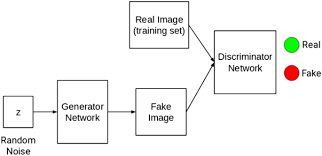 Real Image
(training set)
Discriminator
Network
Real
Fake
z
Random
Noise
Generator
Network
Fake
Image